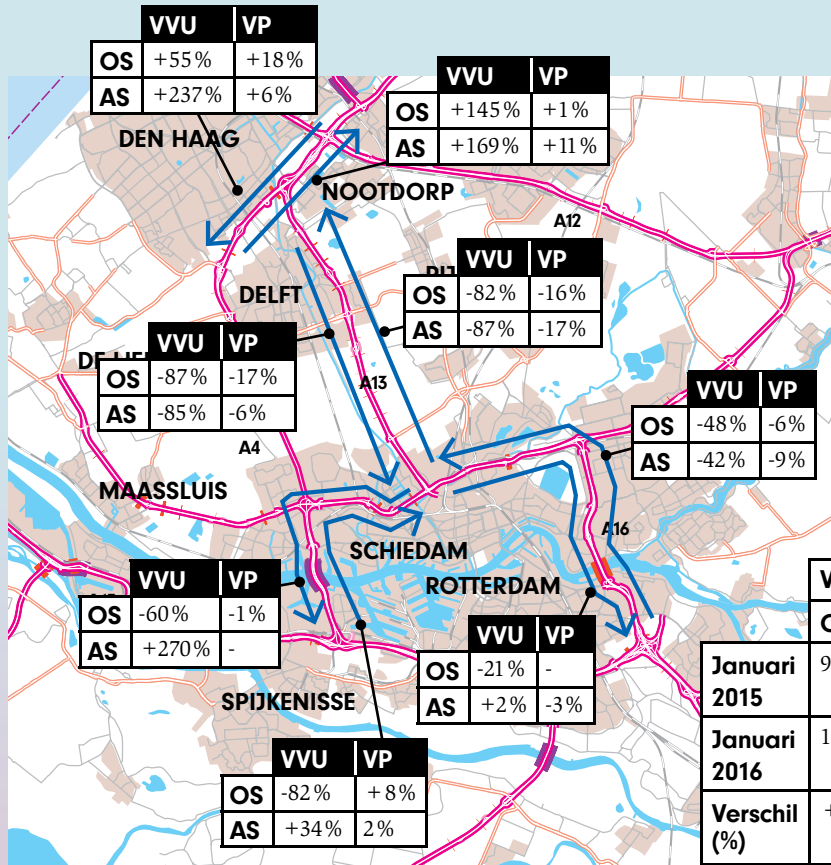 VVU VP
OS +55% +18%
AS +237% +6%
VVU VP
OS +145% +1%
AS +169% +11%
DEN HAAG
NOOTDORP
A12
VVU VP
OS -82% -16%
AS -87% -17%
DELFT
VVU VP
OS -87% -17%
AS -85% -6%
A13
VVU VP
OS -48% -6%
AS -42% -9%
A4
MAASSLUIS
A16
SCHIEDAM
ROTTERDAM
VVU VP
OS -60% -1%
AS +270% -
VVU VP
OS -21% -
AS +2% -3%
SPIJKENISSE
VVU VP
OS -82% +8%
AS +34% 2%
Januari 9
2015
Januari 1
2016
Verschil +
(%)